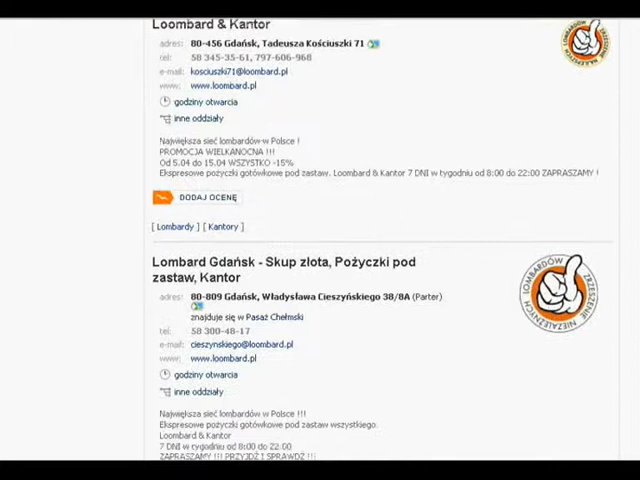 Loombard & Kantor
adres: 80-456 Gdańsk, Tadeusza Kościuszki 71
tel: 58 345-35-61, 797-606-968
e-mail: kosciuszki71@loombard.pl
www: www.loombard.pl
godziny otwarcia
inne oddziały
Największa sieć lombardów w Polsce !
PROMOCJA WIELKANOCNA !!!
Od 5.04 do 15.04 WSZYSTKO -15%
Ekspresowe pożyczki gotówkowe pod zastaw. Loombard & Kantor 7 DNI w tygodniu od 8:00 do 22:00 ZAPRASZAMY !
DODAJ OCENĘ
[ Lombardy ] [ Kantory ]
Lombard Gdańsk - Skup złota, Pożyczki pod
zastaw, Kantor
adres: 80-809 Gdańsk, Władysława Cieszyńskiego 38/8A (Parter)
znajduje się w Pasaż Chełmski
tel: 58 300-48-17
e-mail: cieszynskiego@loombard.pl
www: www.loombard.pl
godziny otwarcia
inne oddziały
Największa sieć lombardów w Polsce !!!
Ekspresowe pożyczki gotówkowe pod zastaw wszystkiego.
Loombard & Kantor
7 DNI w tygodniu od 8:00 do 22:00
ZAPRASZAMY !!! PRZYJDŹ I SPRAWDŹ !!!
ZRZESZENIE NIEZALEŻNYCH LOMBARDÓW